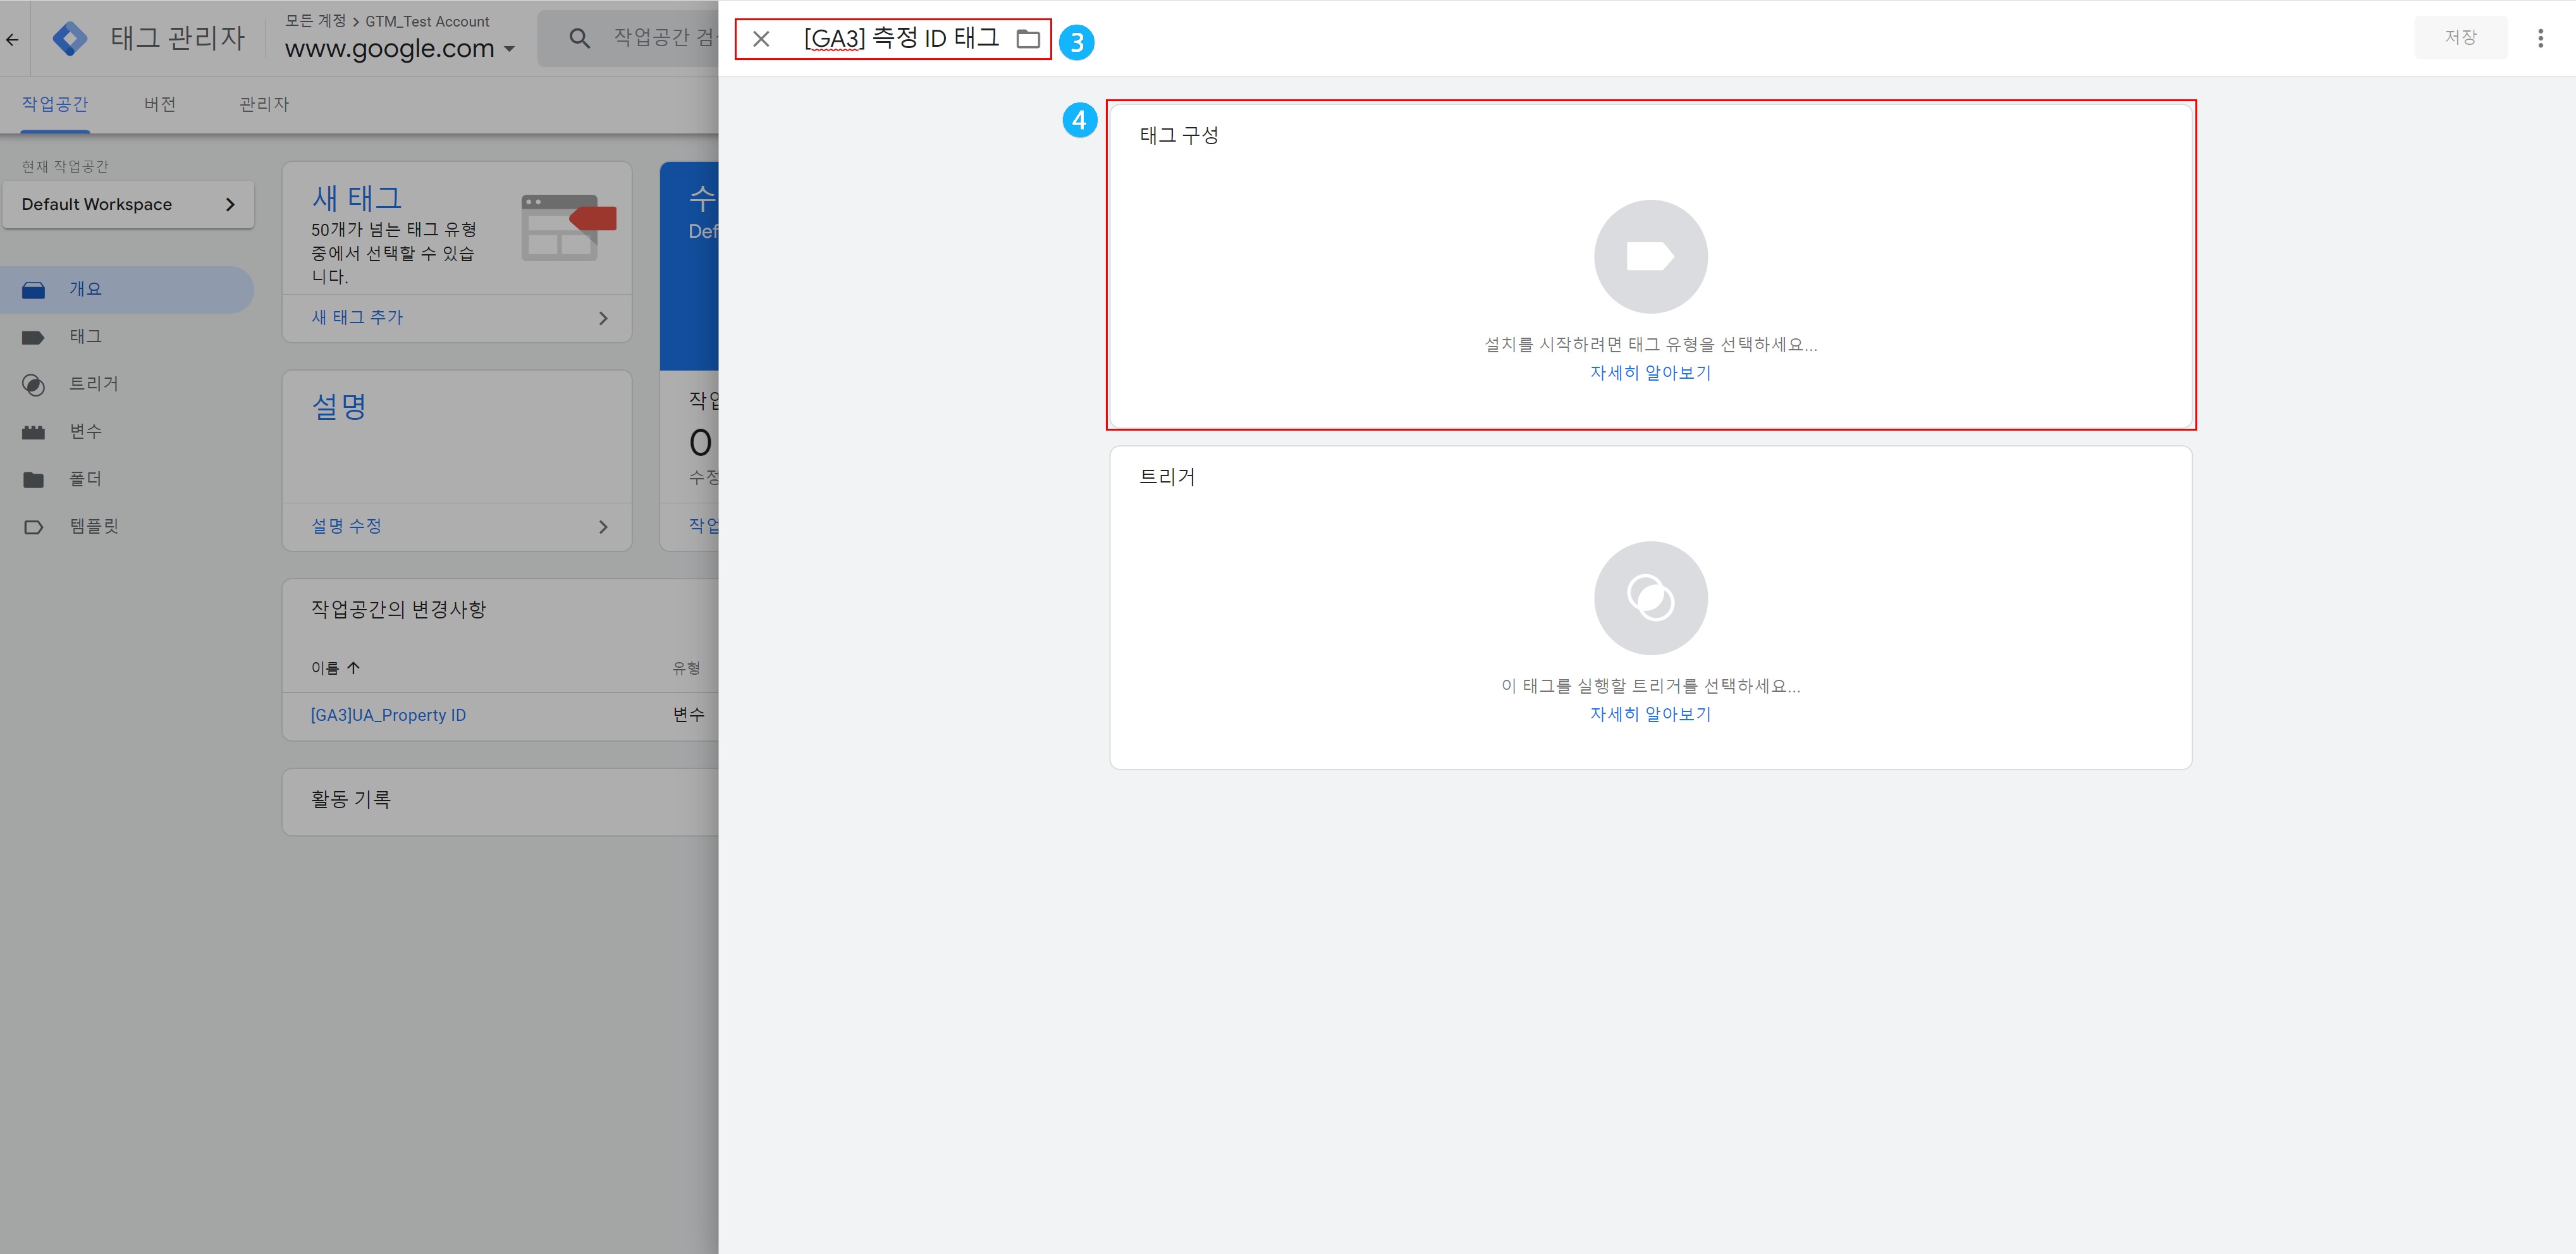 태그 관리자
모든 계정 > GTM_Test Account
www.google.com
작업공간 검
[GA3] 측정 ID 태그
3
저장
작업공간
버전
관리자
현재 작업공간
Default Workspace
개요
태그
트리거
변수
폴더
템플릿
새 태그
50개가 넘는 태그 유형
중에서 선택할 수 있습
니다.
새 태그 추가
수
Def
설명
설명 수정
작업
0
수정
작업
작업공간의 변경사항
이름
유형
[GA3]UA_Property ID
변수
활동 기록
4
태그 구성
설치를 시작하려면 태그 유형을 선택하세요...
자세히 알아보기
트리거
이 태그를 실행할 트리거를 선택하세요...
자세히 알아보기